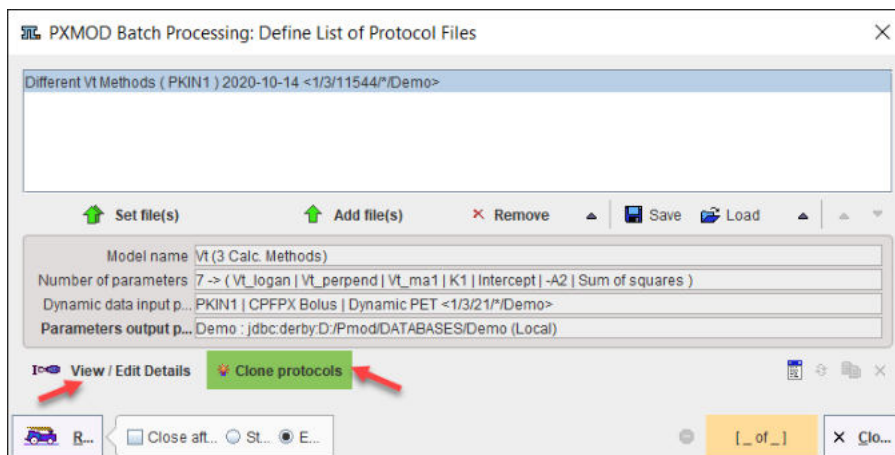 PXMOD Batch Processing: Define List of Protocol Files
Different Vt Methods ( PKIN1 ) 2020-10-14 <1/3/11544/*/Demo>
Set file(s) Add file(s) Remove Save Load
Model name Vt (3 Calc. Methods)
Number of parameters 7 -> ( Vt_logan | Vt_perpend | Vt_ma1 | K1 | Intercept | -A2 | Sum of squares )
Dynamic data input p... PKIN1 | CPFPX Bolus | Dynamic PET <1/3/21/*/Demo>
Parameters output p... Demo : jdbc:derby:D:/Pmod/DATABASES/Demo (Local)
View / Edit Details Clone protocols
R... Close aft... St... E... [ _ of _ ] Clo...